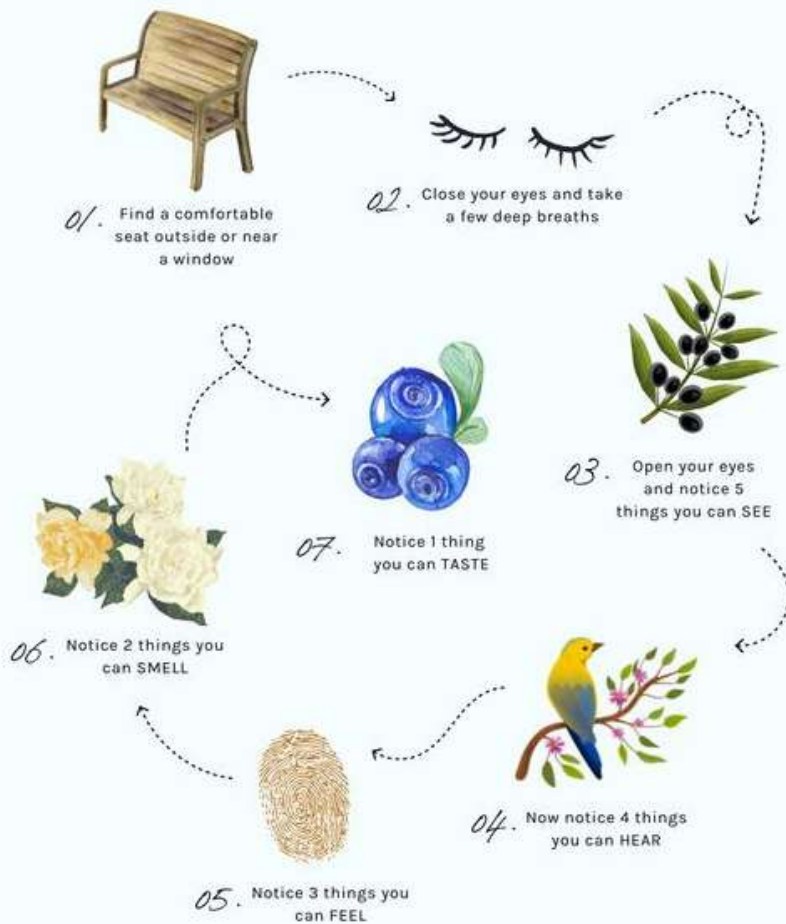 01. Find a comfortable
seat outside or near
a window
02. Close your eyes and take
a few deep breaths
03. Open your eyes
and notice 5
things you can SEE
04. Now notice 4 things
you can HEAR
05. Notice 3 things you
can FEEL
06. Notice 2 things you
can SMELL
07. Notice 1 thing
you can TASTE